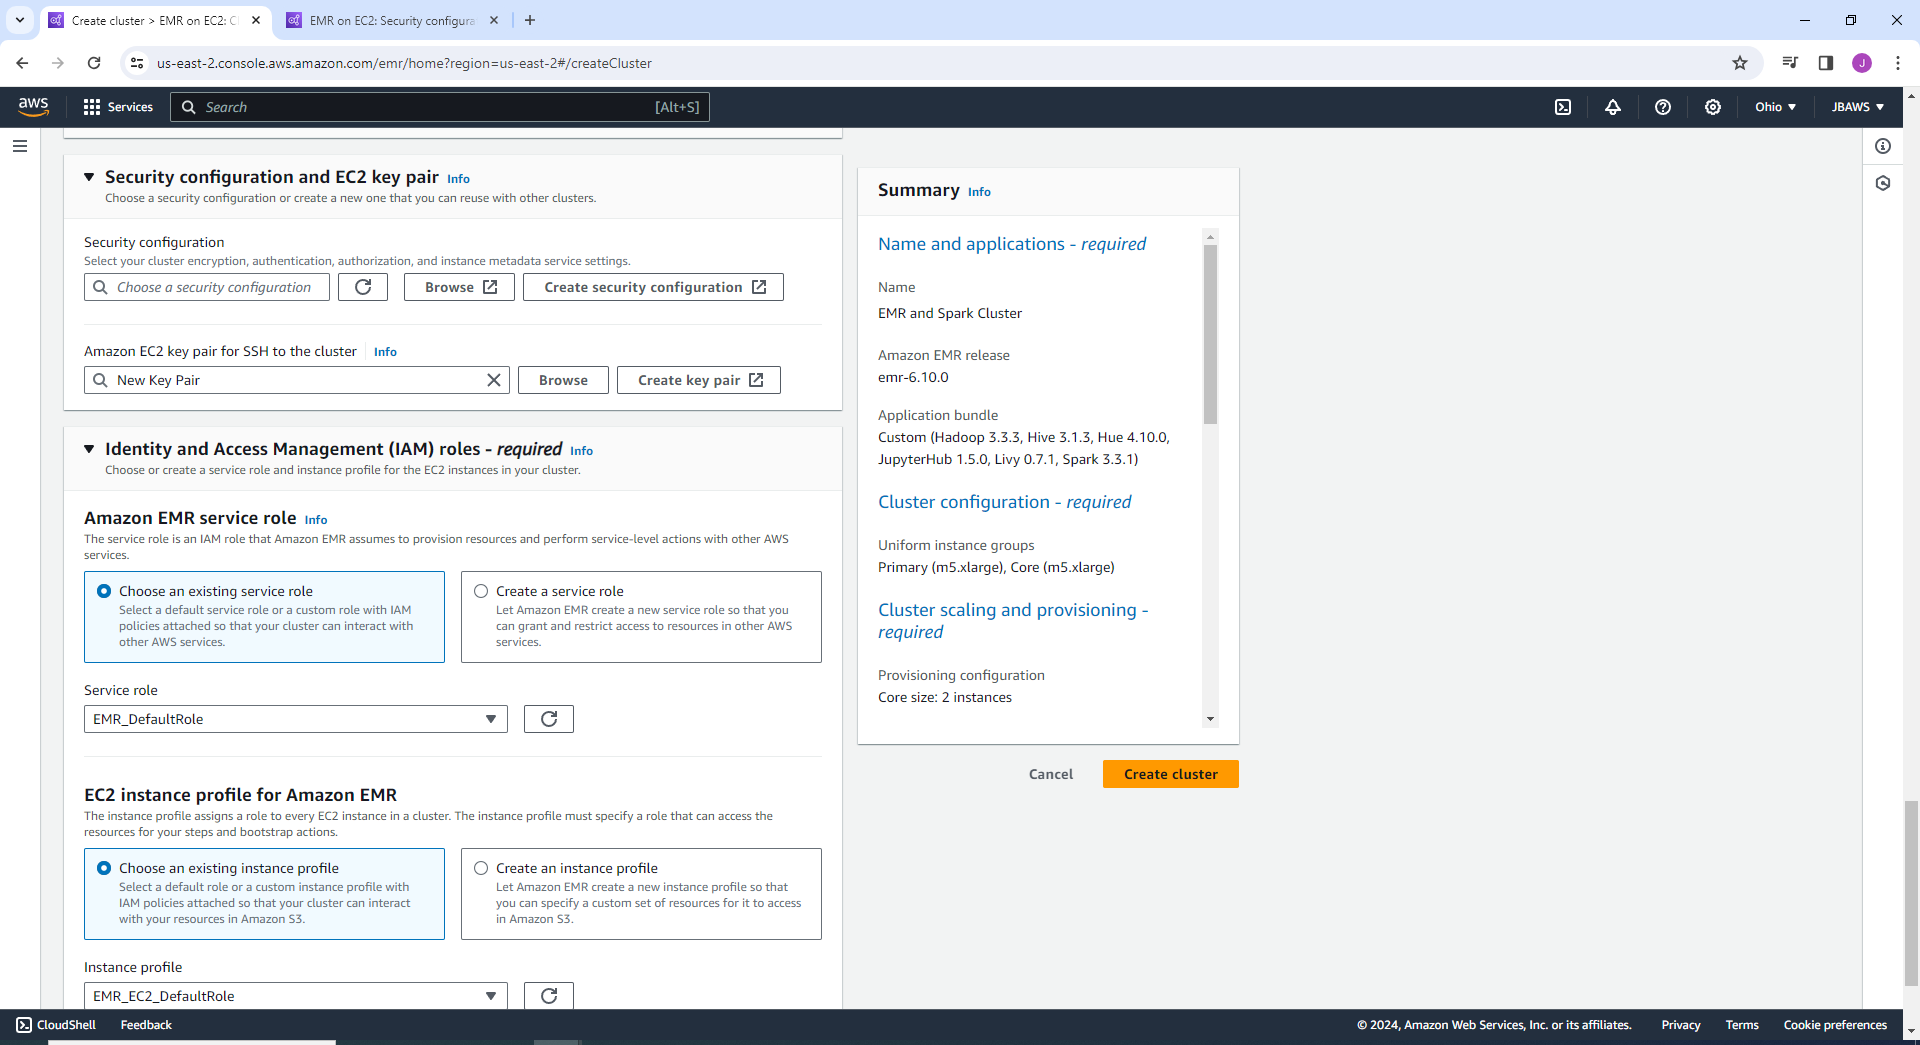 Create cluster > EMR on EC2: C
EMR on EC2: Security configura
us-east-2.console.aws.amazon.com/emr/home?region=us-east-2#/createCluster
J
aws
Services
Search
[Alt+S]
Ohio
JBAWS
Security configuration and EC2 key pair Info
Choose a security configuration or create a new one that you can reuse with other clusters.
Security configuration
Select your cluster encryption, authentication, authorization, and instance metadata service settings.
Choose a security configuration
Browse
Create security configuration
Amazon EC2 key pair for SSH to the cluster Info
New Key Pair
Browse
Create key pair
Identity and Access Management (IAM) roles - required Info
Choose or create a service role and instance profile for the EC2 instances in your cluster.
Amazon EMR service role Info
The service role is an IAM role that Amazon EMR assumes to provision resources and perform service-level actions with other AWS
services.
Choose an existing service role
Select a default service role or a custom role with IAM
policies attached so that your cluster can interact with
other AWS services.
Create a service role
Let Amazon EMR create a new service role so that you
can grant and restrict access to resources in other AWS
services.
Service role
EMR_DefaultRole
EC2 instance profile for Amazon EMR
The instance profile assigns a role to every EC2 instance in a cluster. The instance profile must specify a role that can access the
resources for your steps and bootstrap actions.
Choose an existing instance profile
Select a default role or a custom instance profile with
IAM policies attached so that your cluster can interact
with your resources in Amazon S3.
Create an instance profile
Let Amazon EMR create a new instance profile so that
you can specify a custom set of resources for it to access
in Amazon S3.
Instance profile
EMR_EC2_DefaultRole
Summary Info
Name and applications - required
Name
EMR and Spark Cluster
Amazon EMR release
emr-6.10.0
Application bundle
Custom (Hadoop 3.3.3, Hive 3.1.3, Hue 4.10.0,
JupyterHub 1.5.0, Livy 0.7.1, Spark 3.3.1)
Cluster configuration - required
Uniform instance groups
Primary (m5.xlarge), Core (m5.xlarge)
Cluster scaling and provisioning -
required
Provisioning configuration
Core size: 2 instances
Cancel
Create cluster
CloudShell
Feedback
© 2024, Amazon Web Services, Inc. or its affiliates.
Privacy
Terms
Cookie preferences